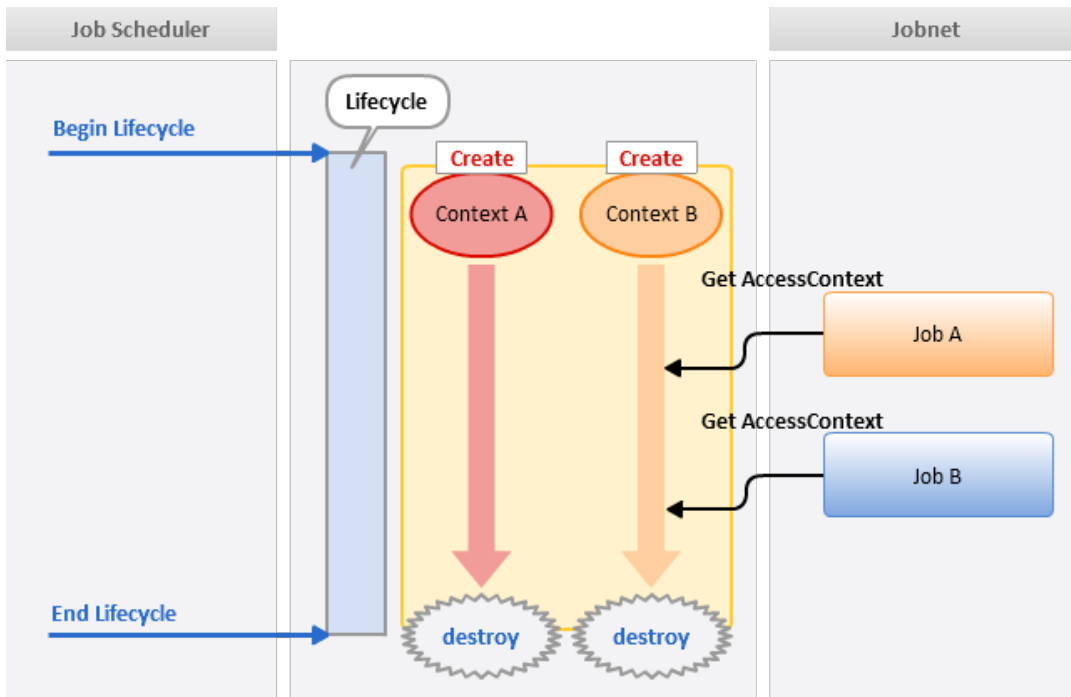 Job Scheduler
Jobnet
Lifecycle
Begin Lifecycle
Create
Create
Context A
Context B
Get AccessContext
Job A
Get AccessContext
Job B
End Lifecycle
destroy
destroy